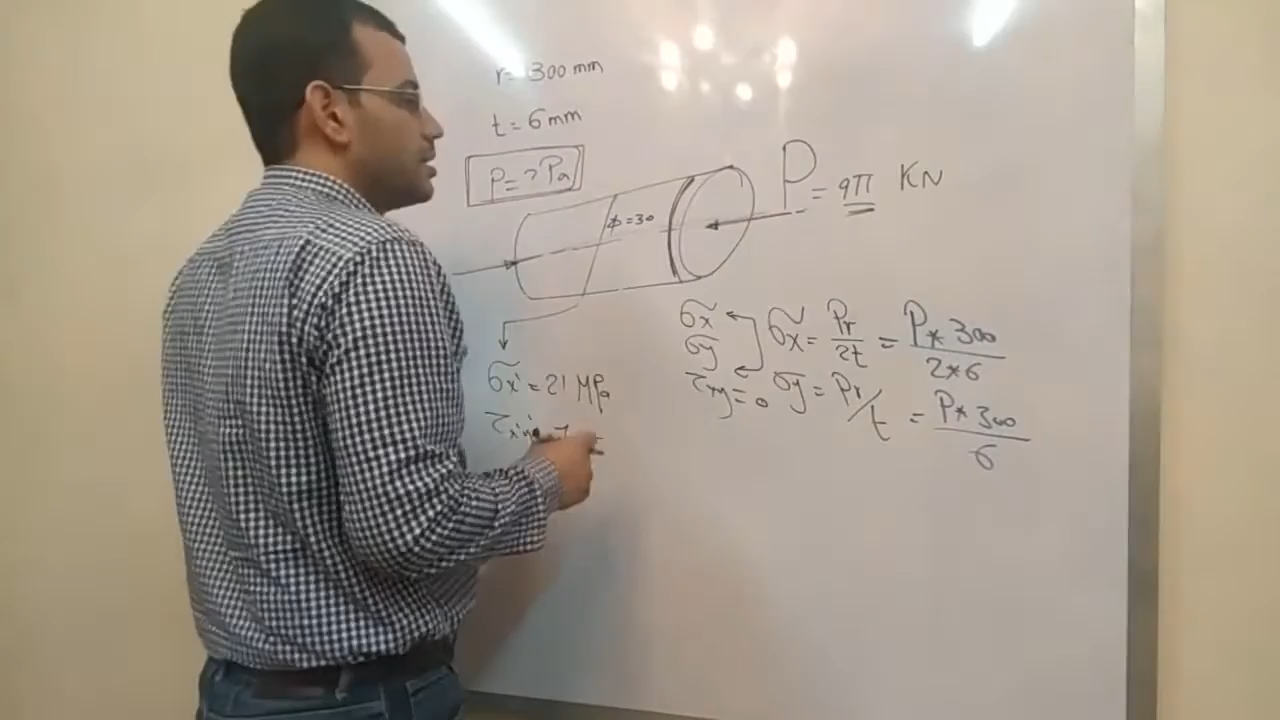 r = 300 mm
t = 6 mm
P = ? Pa
P = 9π KN
φ = 30
σx
σy
τxy = 0
σx = Pr/2t = P*300 / 2*6
σy = Pr/t = P*300 / 6
σx' = 21 MPa
τx'y'